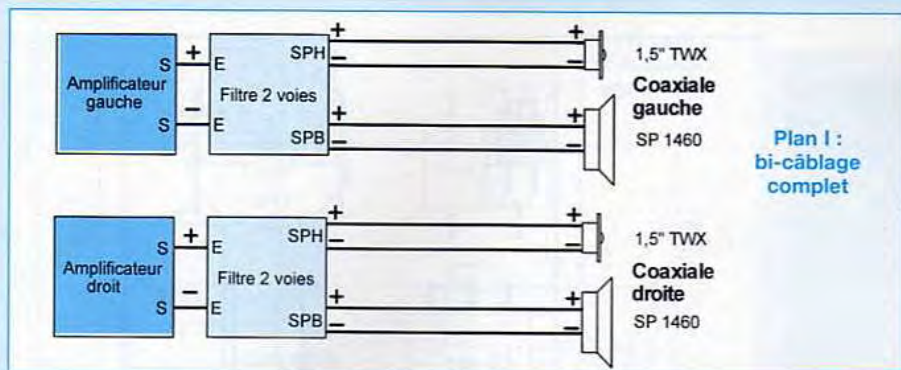 Amplificateur
gauche
S
S
+
−
E
E
Filtre 2 voies
SPH
SPB
+
−
+
−
+
−
+
−
1,5" TWX
Coaxiale
gauche
SP 1460
Plan I :
bi-câblage
complet
Amplificateur
droit
S
S
+
−
E
E
Filtre 2 voies
SPH
SPB
+
−
+
−
+
−
+
−
1,5" TWX
Coaxiale
droite
SP 1460